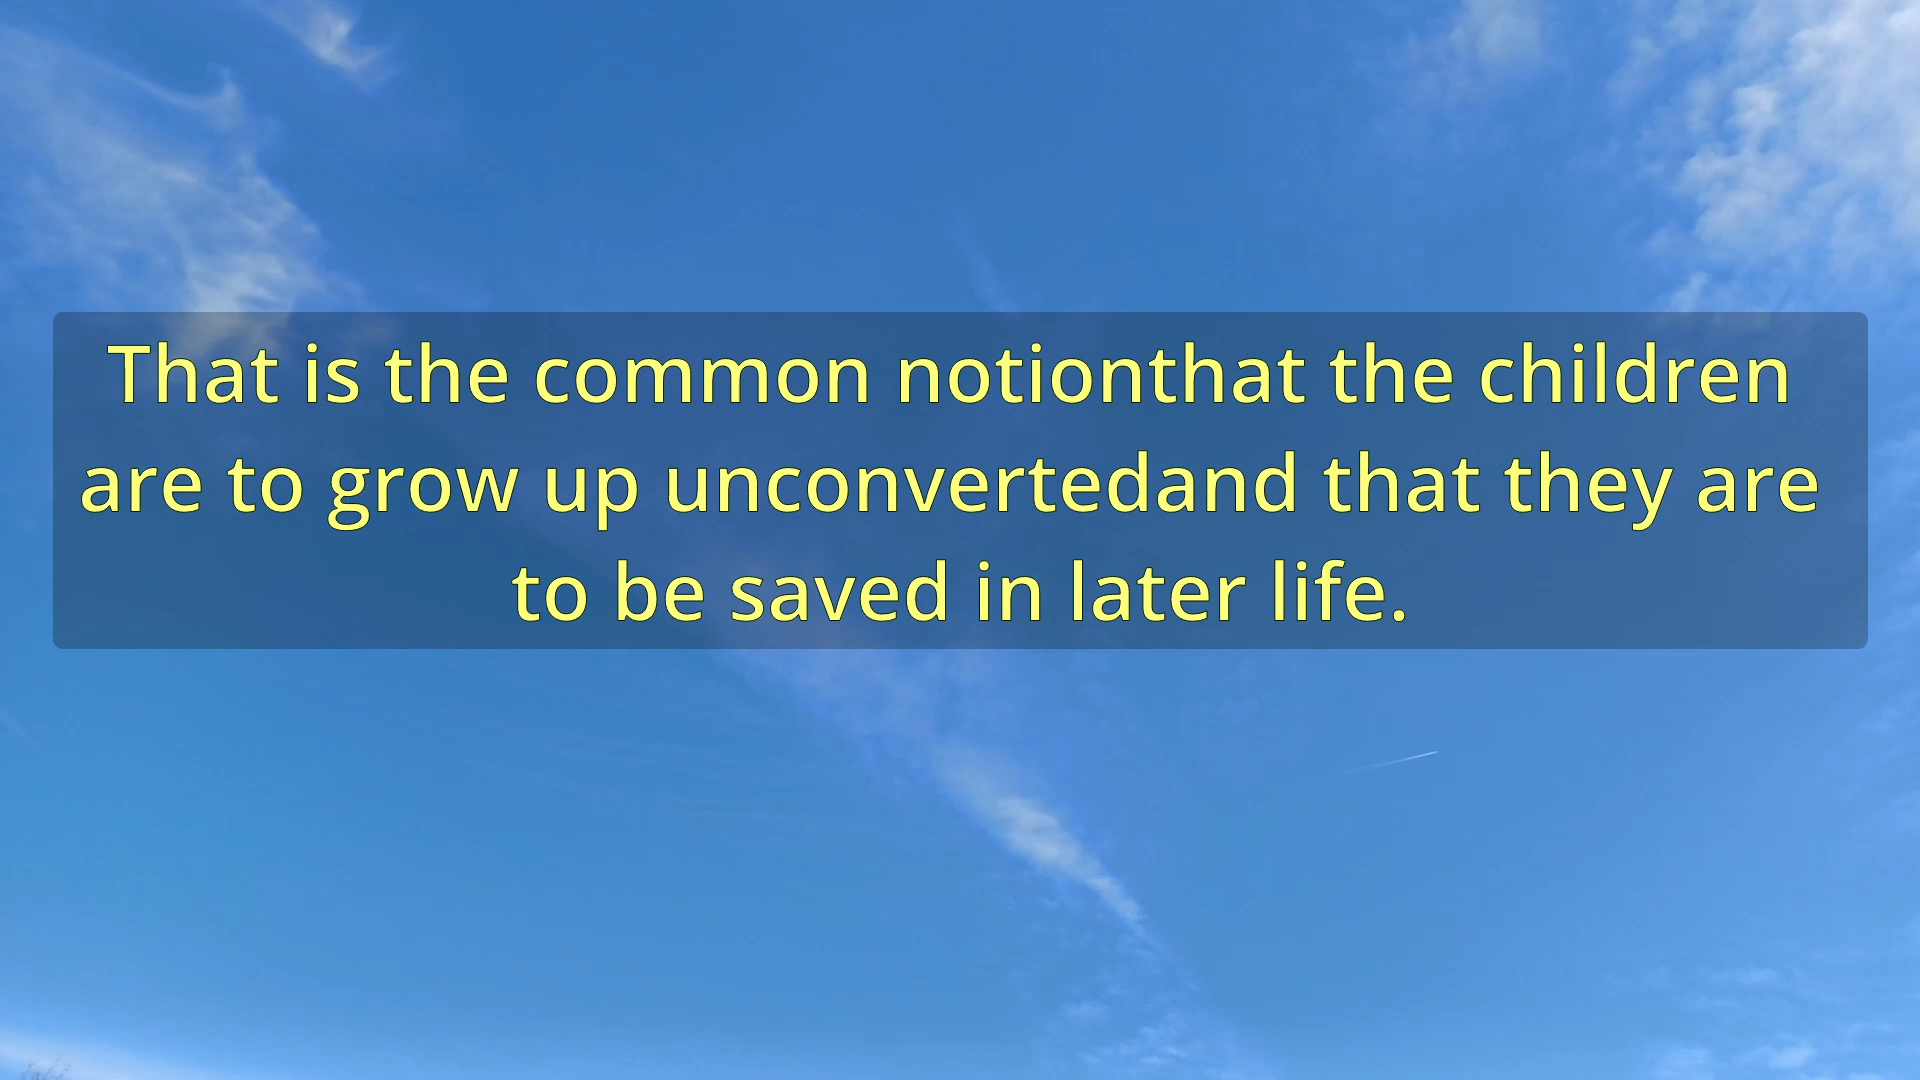 That is the common notionthat the children
are to grow up unconvertedand that they are
to be saved in later life.